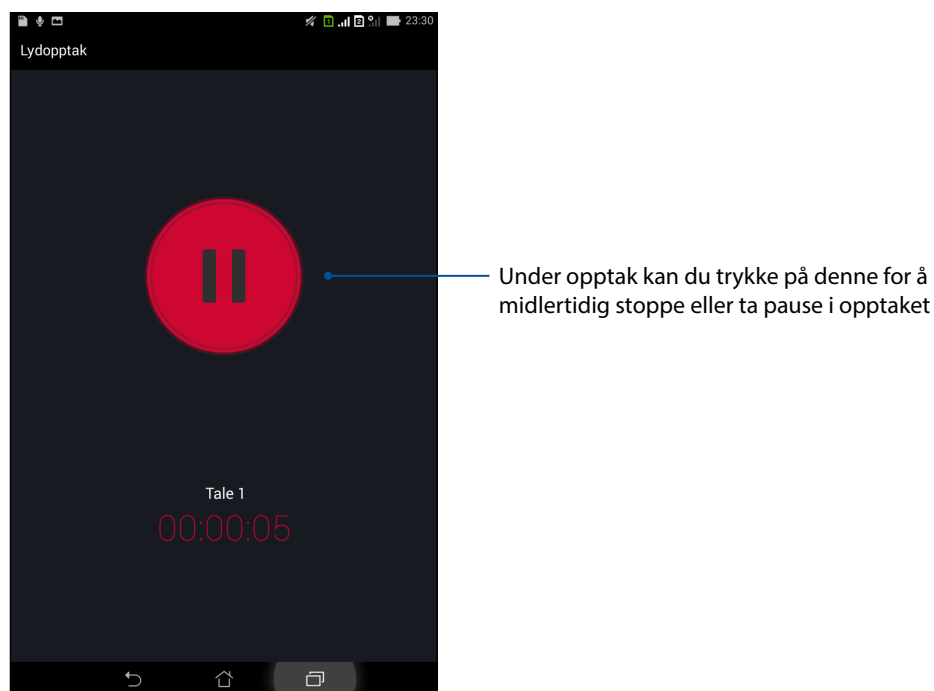 23:30
Lydopptak
Under opptak kan du trykke på denne for å
midlertidig stoppe eller ta pause i opptaket
Tale 1
00:00:05